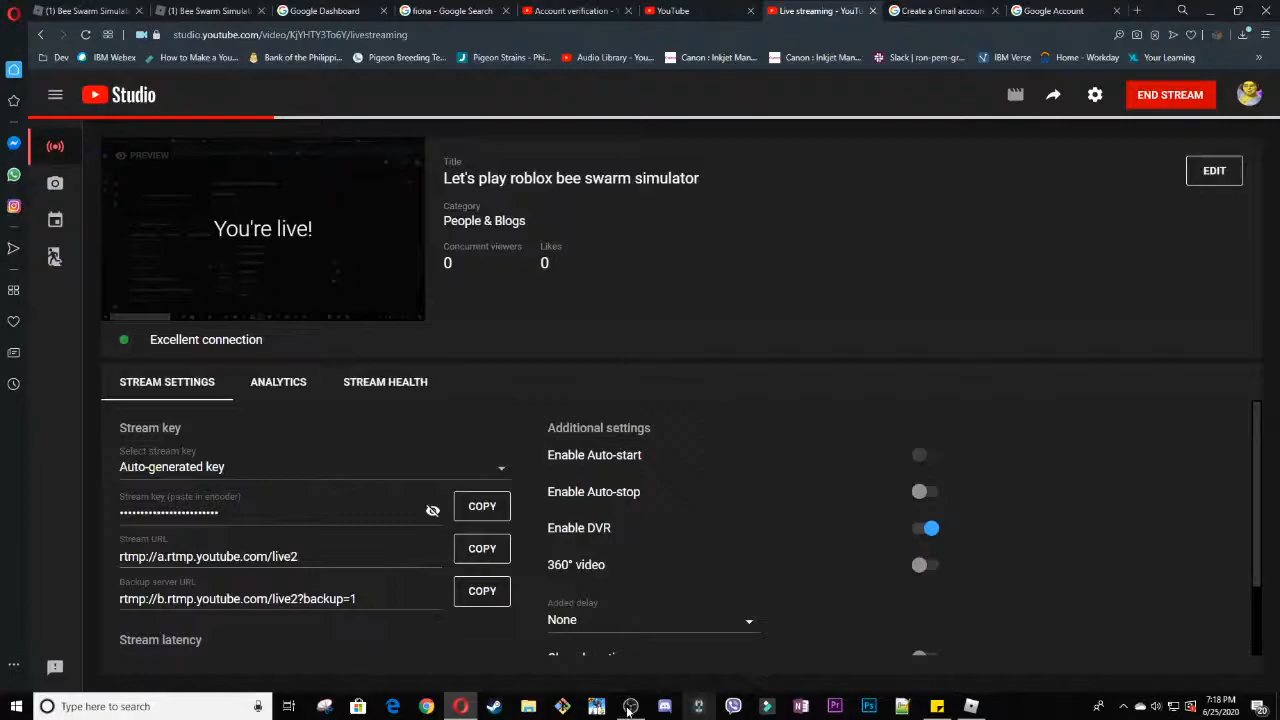 (1) Bee Swarm Simulat
(1) Bee Swarm Simulat
Google Dashboard
fiona - Google Search
Account verification - Y
YouTube
Live streaming - YouTu
Create a Gmail accoun
Google Account
studio.youtube.com/video/KjYHTY3To6Y/livestreaming
Dev
IBM Webex
How to Make a You...
Bank of the Philippi...
Pigeon Breeding Te...
Pigeon Strains - Phi...
Audio Library - You...
Canon : Inkjet Man...
Canon : Inkjet Man...
Slack | ron-pem-gr...
IBM Verse
Home - Workday
Your Learning
Studio
END STREAM
PREVIEW
You're live!
Title
Let's play roblox bee swarm simulator
EDIT
Category
People & Blogs
Concurrent viewers
Likes
0
0
Excellent connection
STREAM SETTINGS
ANALYTICS
STREAM HEALTH
Stream key
Select stream key
Auto-generated key
Stream key (paste in encoder)
••••••••••••••••••••••••
COPY
Stream URL
rtmp://a.rtmp.youtube.com/live2
COPY
Backup server URL
rtmp://b.rtmp.youtube.com/live2?backup=1
COPY
Stream latency
Additional settings
Enable Auto-start
Enable Auto-stop
Enable DVR
360° video
Added delay
None
Type here to search
7:18 PM
6/25/2020